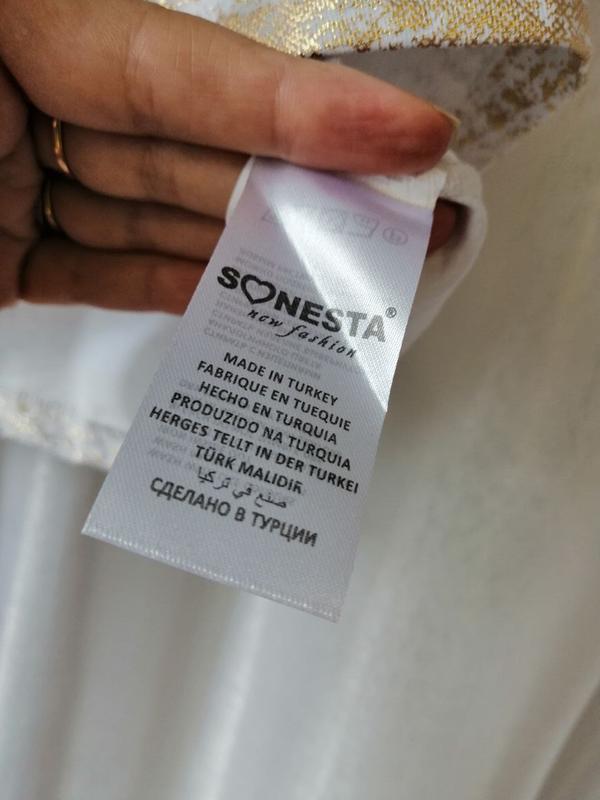 SONESTA®
new fashion
MADE IN TURKEY
FABRIQUE EN TUEQUIE
HECHO EN TURQUIA
PRODUZIDO NA TURQUIA
HERGES TELLT IN DER TURKEI
TÜRK MALIDiR
صنع في تركيا
СДЕЛАНО В ТУРЦИИ